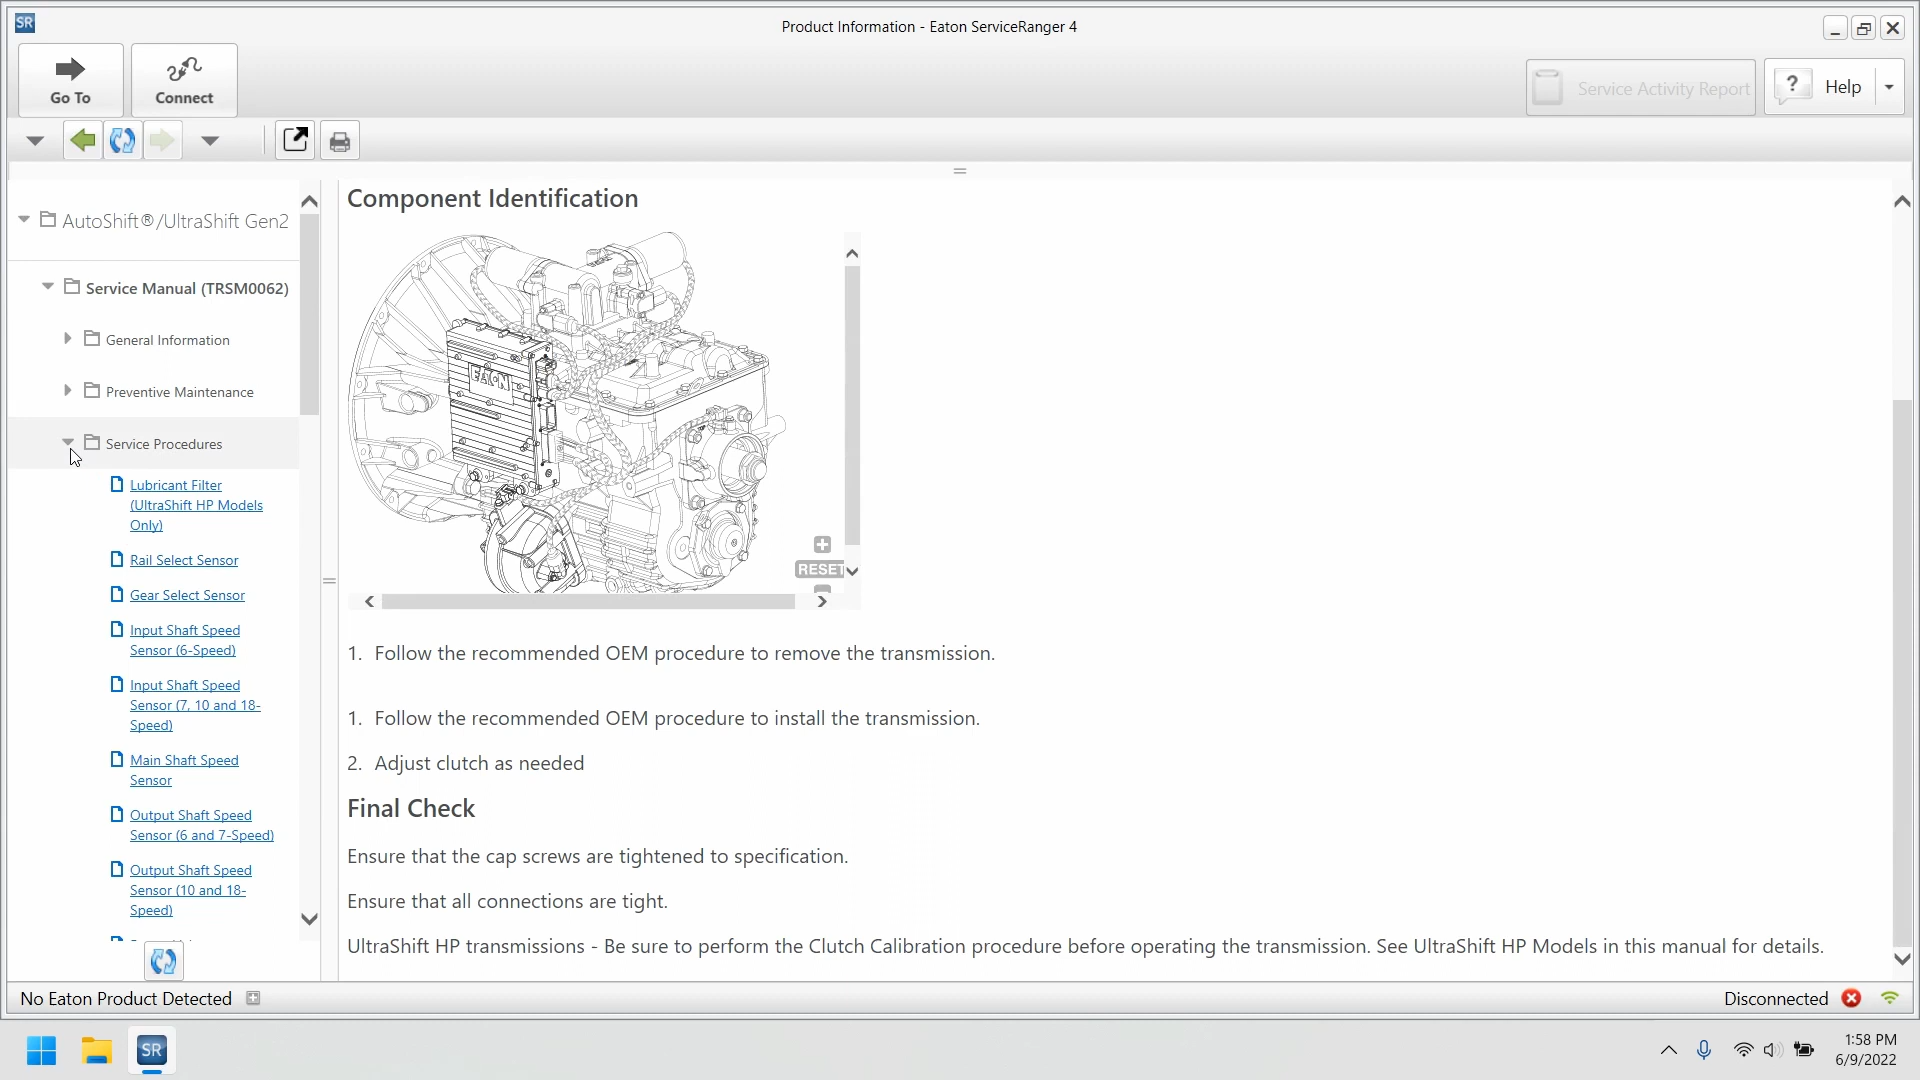 SR
Product Information - Eaton ServiceRanger 4
Go To
Connect
Service Activity Report
?
Help
AutoShift®/UltraShift Gen2
Service Manual (TRSM0062)
General Information
Preventive Maintenance
Service Procedures
Lubricant Filter
(UltraShift HP Models
Only)
Rail Select Sensor
Gear Select Sensor
Input Shaft Speed
Sensor (6-Speed)
Input Shaft Speed
Sensor (7, 10 and 18-
Speed)
Main Shaft Speed
Sensor
Output Shaft Speed
Sensor (6 and 7-Speed)
Output Shaft Speed
Sensor (10 and 18-
Speed)
Component Identification
EATON
RESET
1. Follow the recommended OEM procedure to remove the transmission.
1. Follow the recommended OEM procedure to install the transmission.
2. Adjust clutch as needed
Final Check
Ensure that the cap screws are tightened to specification.
Ensure that all connections are tight.
UltraShift HP transmissions - Be sure to perform the Clutch Calibration procedure before operating the transmission. See UltraShift HP Models in this manual for details.
No Eaton Product Detected
Disconnected
SR
1:58 PM
6/9/2022